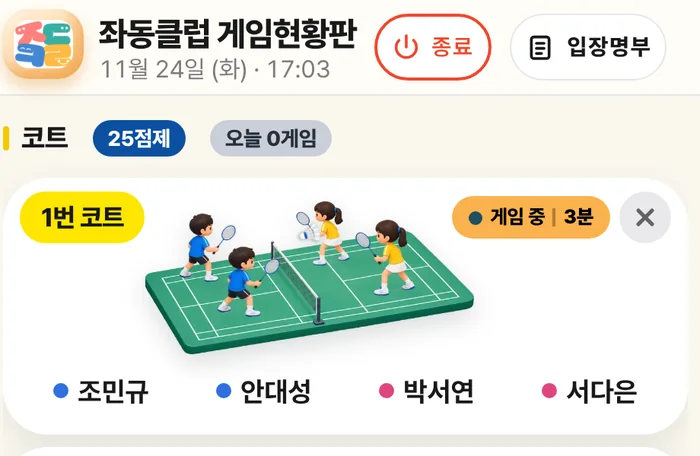 좌동클럽 게임현황판
11월 24일 (화) · 17:03
종료
입장명부
코트
25점제
오늘 0게임
1번 코트
게임 중 | 3분
조민규
안대성
박서연
서다은